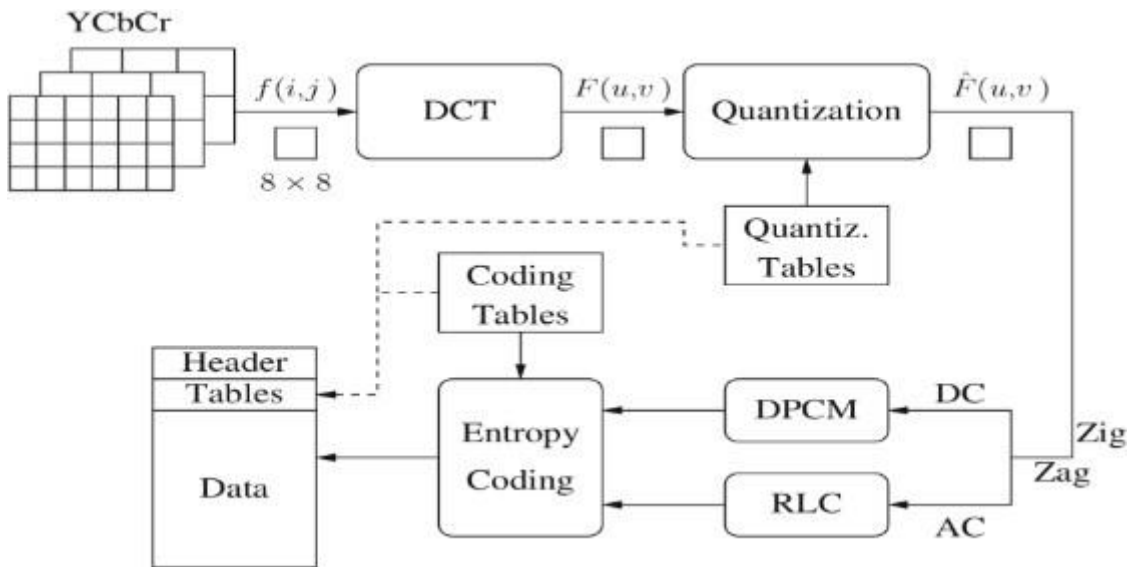 YCbCr
f(i,j)
8 × 8
DCT
F(u,v)
Quantization
F̂(u,v)
Quantiz.
Tables
Coding
Tables
Header
Tables
Data
Entropy
Coding
DPCM
DC
Zig
Zag
RLC
AC